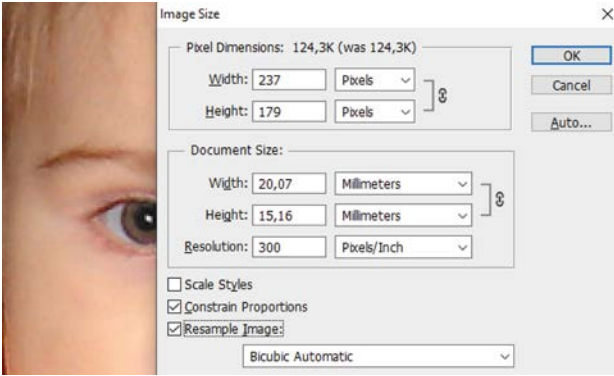 Image Size
Pixel Dimensions: 124,3K (was 124,3K)
Width: 237 Pixels
Height: 179 Pixels
OK
Cancel
Auto...
Document Size:
Width: 20,07 Millimeters
Height: 15,16 Millimeters
Resolution: 300 Pixels/Inch
Scale Styles
Constrain Proportions
Resample Image:
Bicubic Automatic